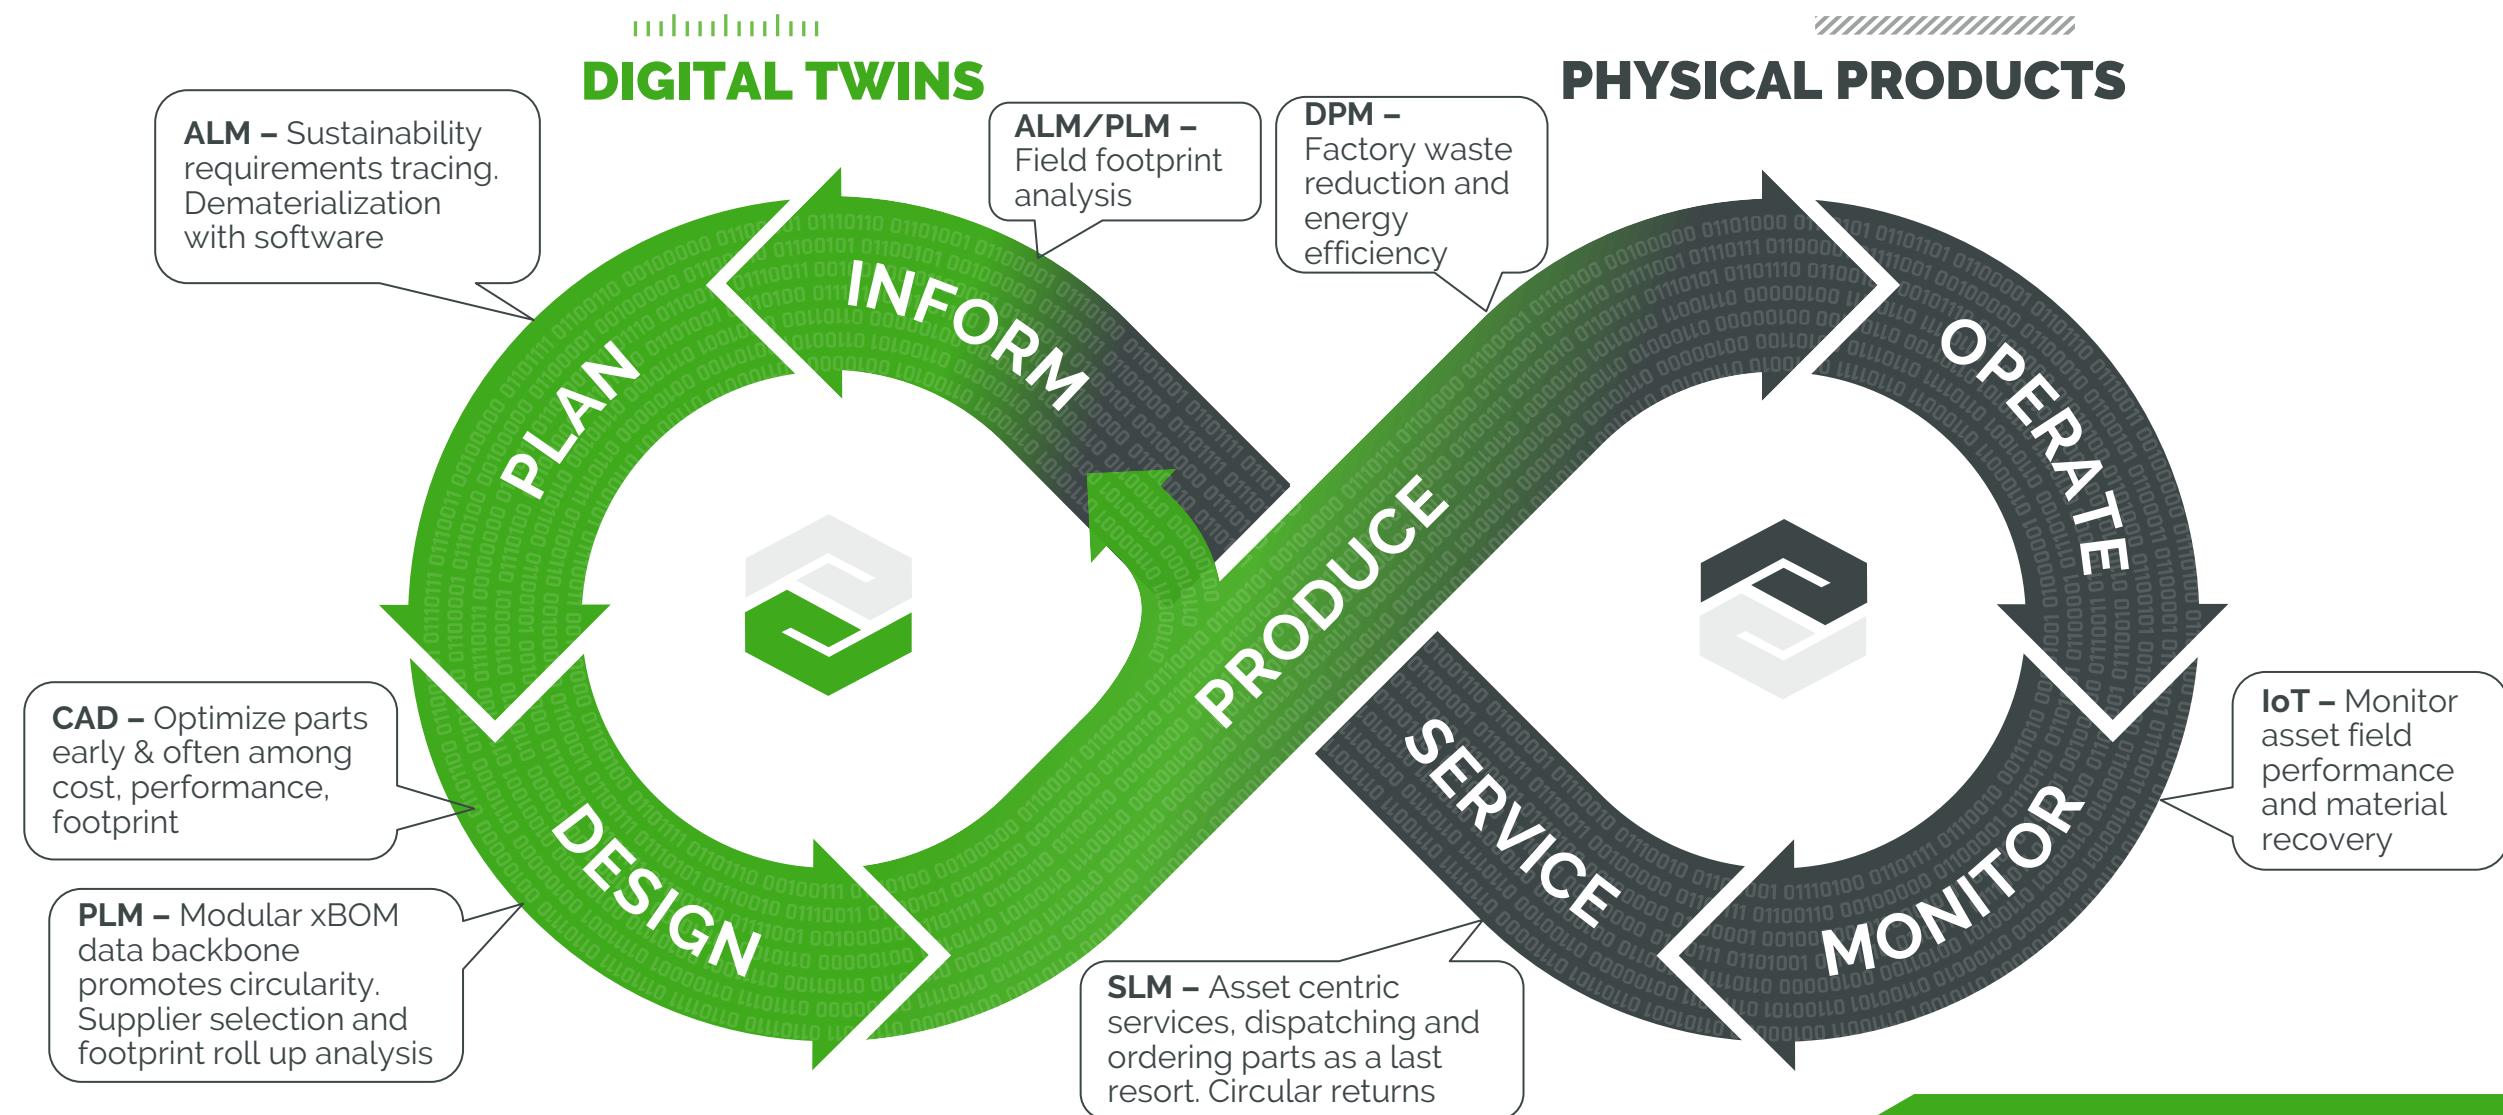 DIGITAL TWINS
PHYSICAL PRODUCTS
ALM – Sustainability
requirements tracing.
Dematerialization
with software
ALM/PLM –
Field footprint
analysis
DPM –
Factory waste
reduction and
energy
efficiency
INFORM
PLAN
OPERATE
PRODUCE
CAD – Optimize parts
early & often among
cost, performance,
footprint
IoT – Monitor
asset field
performance
and material
recovery
DESIGN
SERVICE
MONITOR
PLM – Modular xBOM
data backbone
promotes circularity.
Supplier selection and
footprint roll up analysis
SLM – Asset centric
services, dispatching and
ordering parts as a last
resort. Circular returns